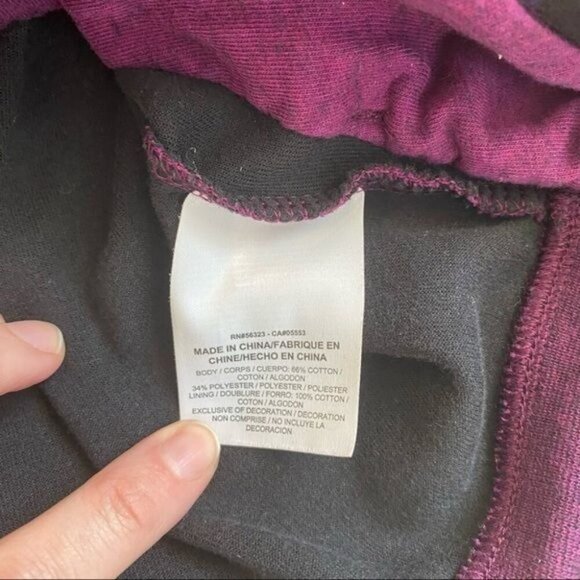 RN#56323 - CA#05553
MADE IN CHINA/FABRIQUE EN
CHINE/HECHO EN CHINA
BODY / CORPS / CUERPO: 66% COTTON /
COTON / ALGODON
34% POLYESTER / POLYESTER / POLIESTER
LINING / DOUBLURE / FORRO: 100% COTTON /
COTON / ALGODON
EXCLUSIVE OF DECORATION / DECORATION
NON COMPRISE / NO INCLUYE LA
DECORACION